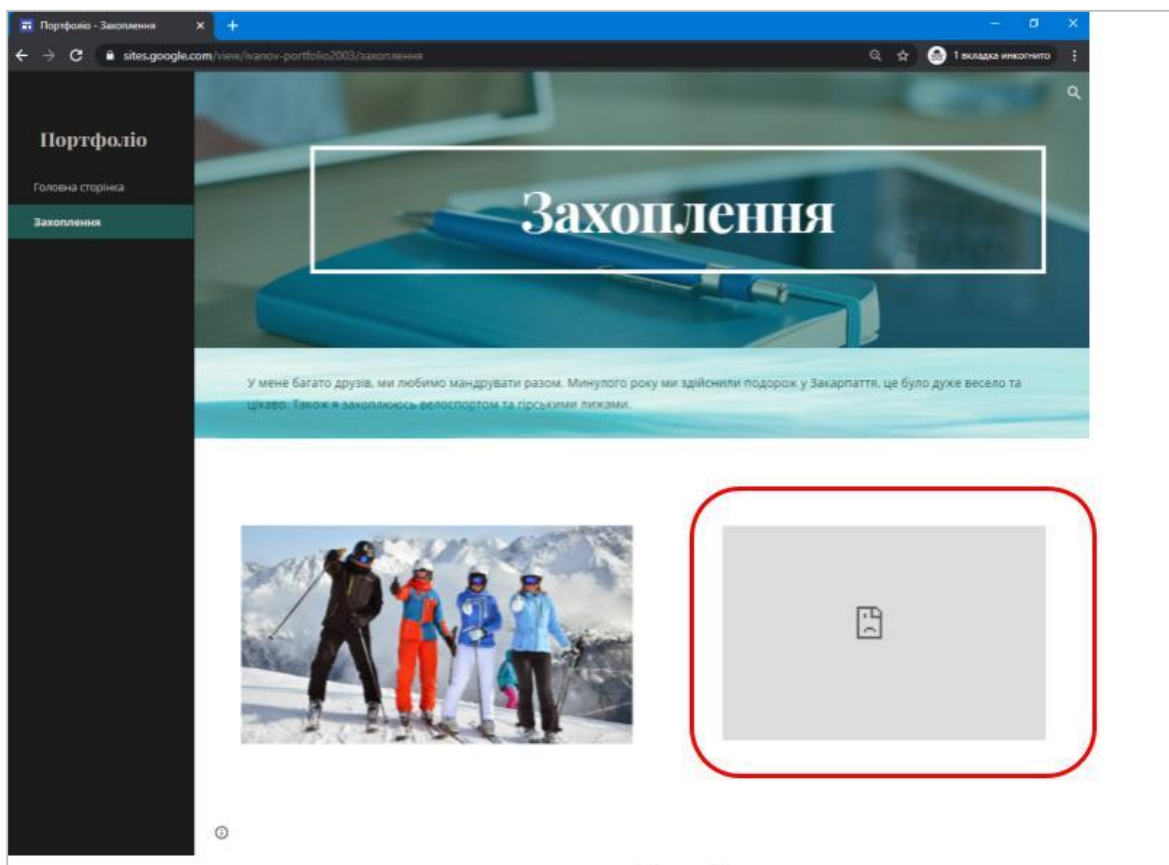 Портфоліо - Захоплення
sites.google.com/view/ivanov-portfolio2003/захоплення
1 вкладка инкогнито
Портфоліо
Головна сторінка
Захоплення
Захоплення
У мене багато друзів, ми любимо мандрувати разом. Минулого року ми здійснили подорож у Закарпаття, це було дуже весело та
цікаво. Також я захоплююсь велоспортом та гірськими лижами.